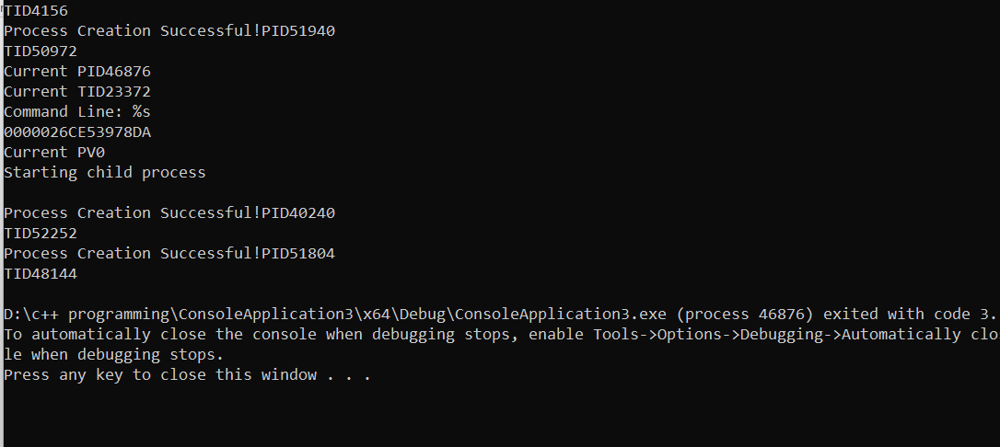 TID4156
Process Creation Successful!PID51940
TID50972
Current PID46876
Current TID23372
Command Line: %s
0000026CE53978DA
Current PV0
Starting child process
Process Creation Successful!PID40240
TID52252
Process Creation Successful!PID51804
TID48144
D:\c++ programming\ConsoleApplication3\x64\Debug\ConsoleApplication3.exe (process 46876) exited with code 3.
To automatically close the console when debugging stops, enable Tools->Options->Debugging->Automatically clo
le when debugging stops.
Press any key to close this window . . .